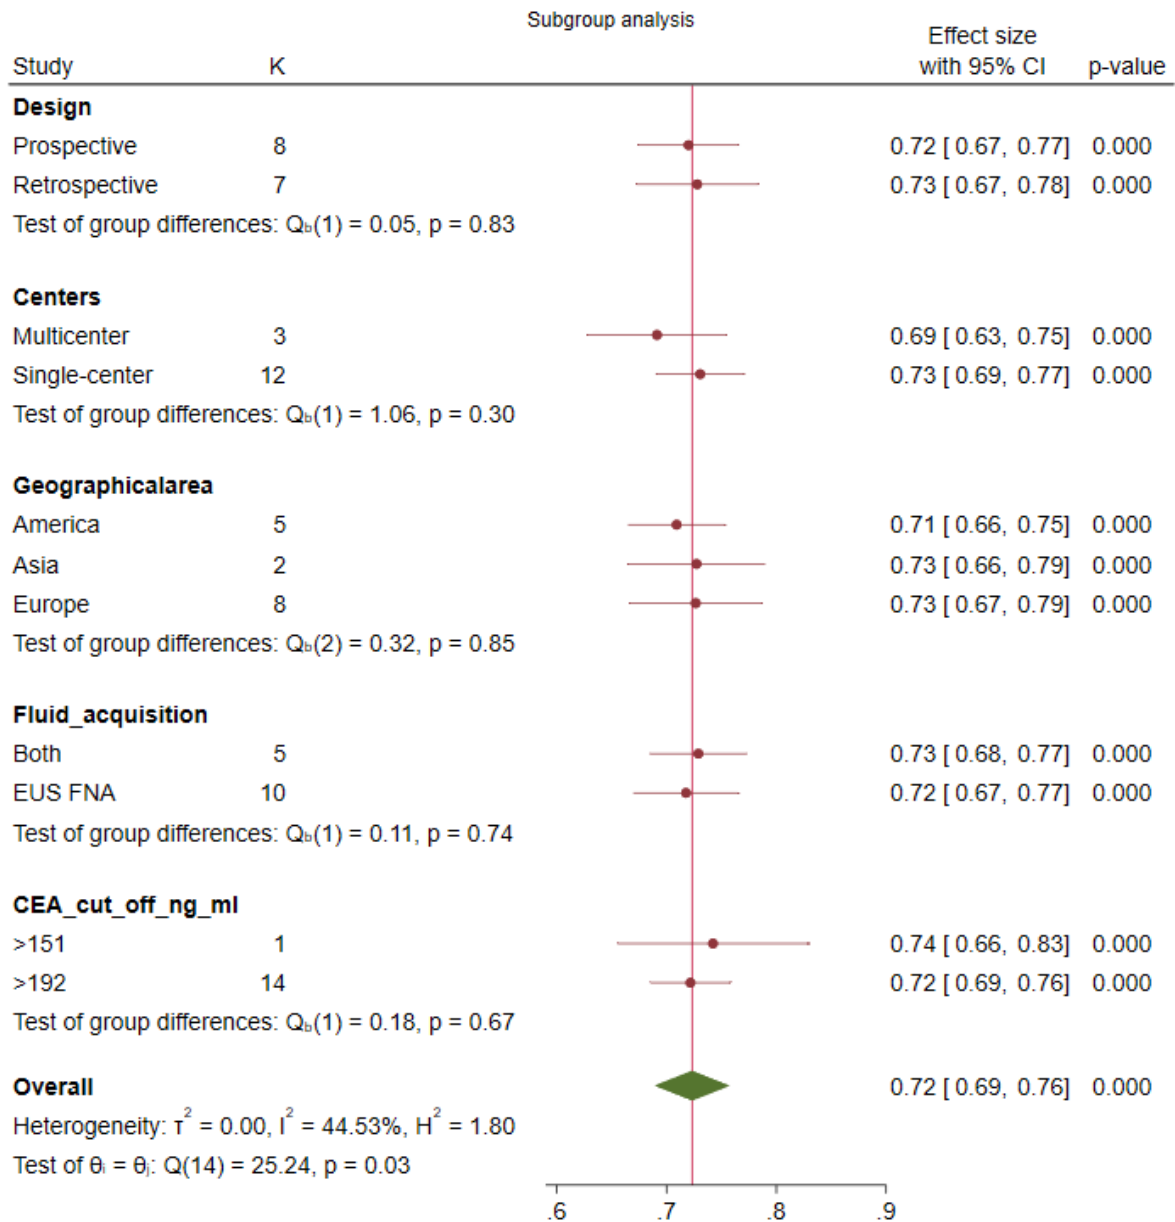 Subgroup analysis
Effect size
Study K with 95% CI p-value
Design
Prospective 8 0.72 [ 0.67, 0.77] 0.000
Retrospective 7 0.73 [ 0.67, 0.78] 0.000
Test of group differences: Q_b(1) = 0.05, p = 0.83
Centers
Multicenter 3 0.69 [ 0.63, 0.75] 0.000
Single-center 12 0.73 [ 0.69, 0.77] 0.000
Test of group differences: Q_b(1) = 1.06, p = 0.30
Geographicalarea
America 5 0.71 [ 0.66, 0.75] 0.000
Asia 2 0.73 [ 0.66, 0.79] 0.000
Europe 8 0.73 [ 0.67, 0.79] 0.000
Test of group differences: Q_b(2) = 0.32, p = 0.85
Fluid_acquisition
Both 5 0.73 [ 0.68, 0.77] 0.000
EUS FNA 10 0.72 [ 0.67, 0.77] 0.000
Test of group differences: Q_b(1) = 0.11, p = 0.74
CEA_cut_off_ng_ml
>151 1 0.74 [ 0.66, 0.83] 0.000
>192 14 0.72 [ 0.69, 0.76] 0.000
Test of group differences: Q_b(1) = 0.18, p = 0.67
Overall 0.72 [ 0.69, 0.76] 0.000
Heterogeneity: τ² = 0.00, I² = 44.53%, H² = 1.80
Test of θᵢ = θⱼ: Q(14) = 25.24, p = 0.03
.6 .7 .8 .9